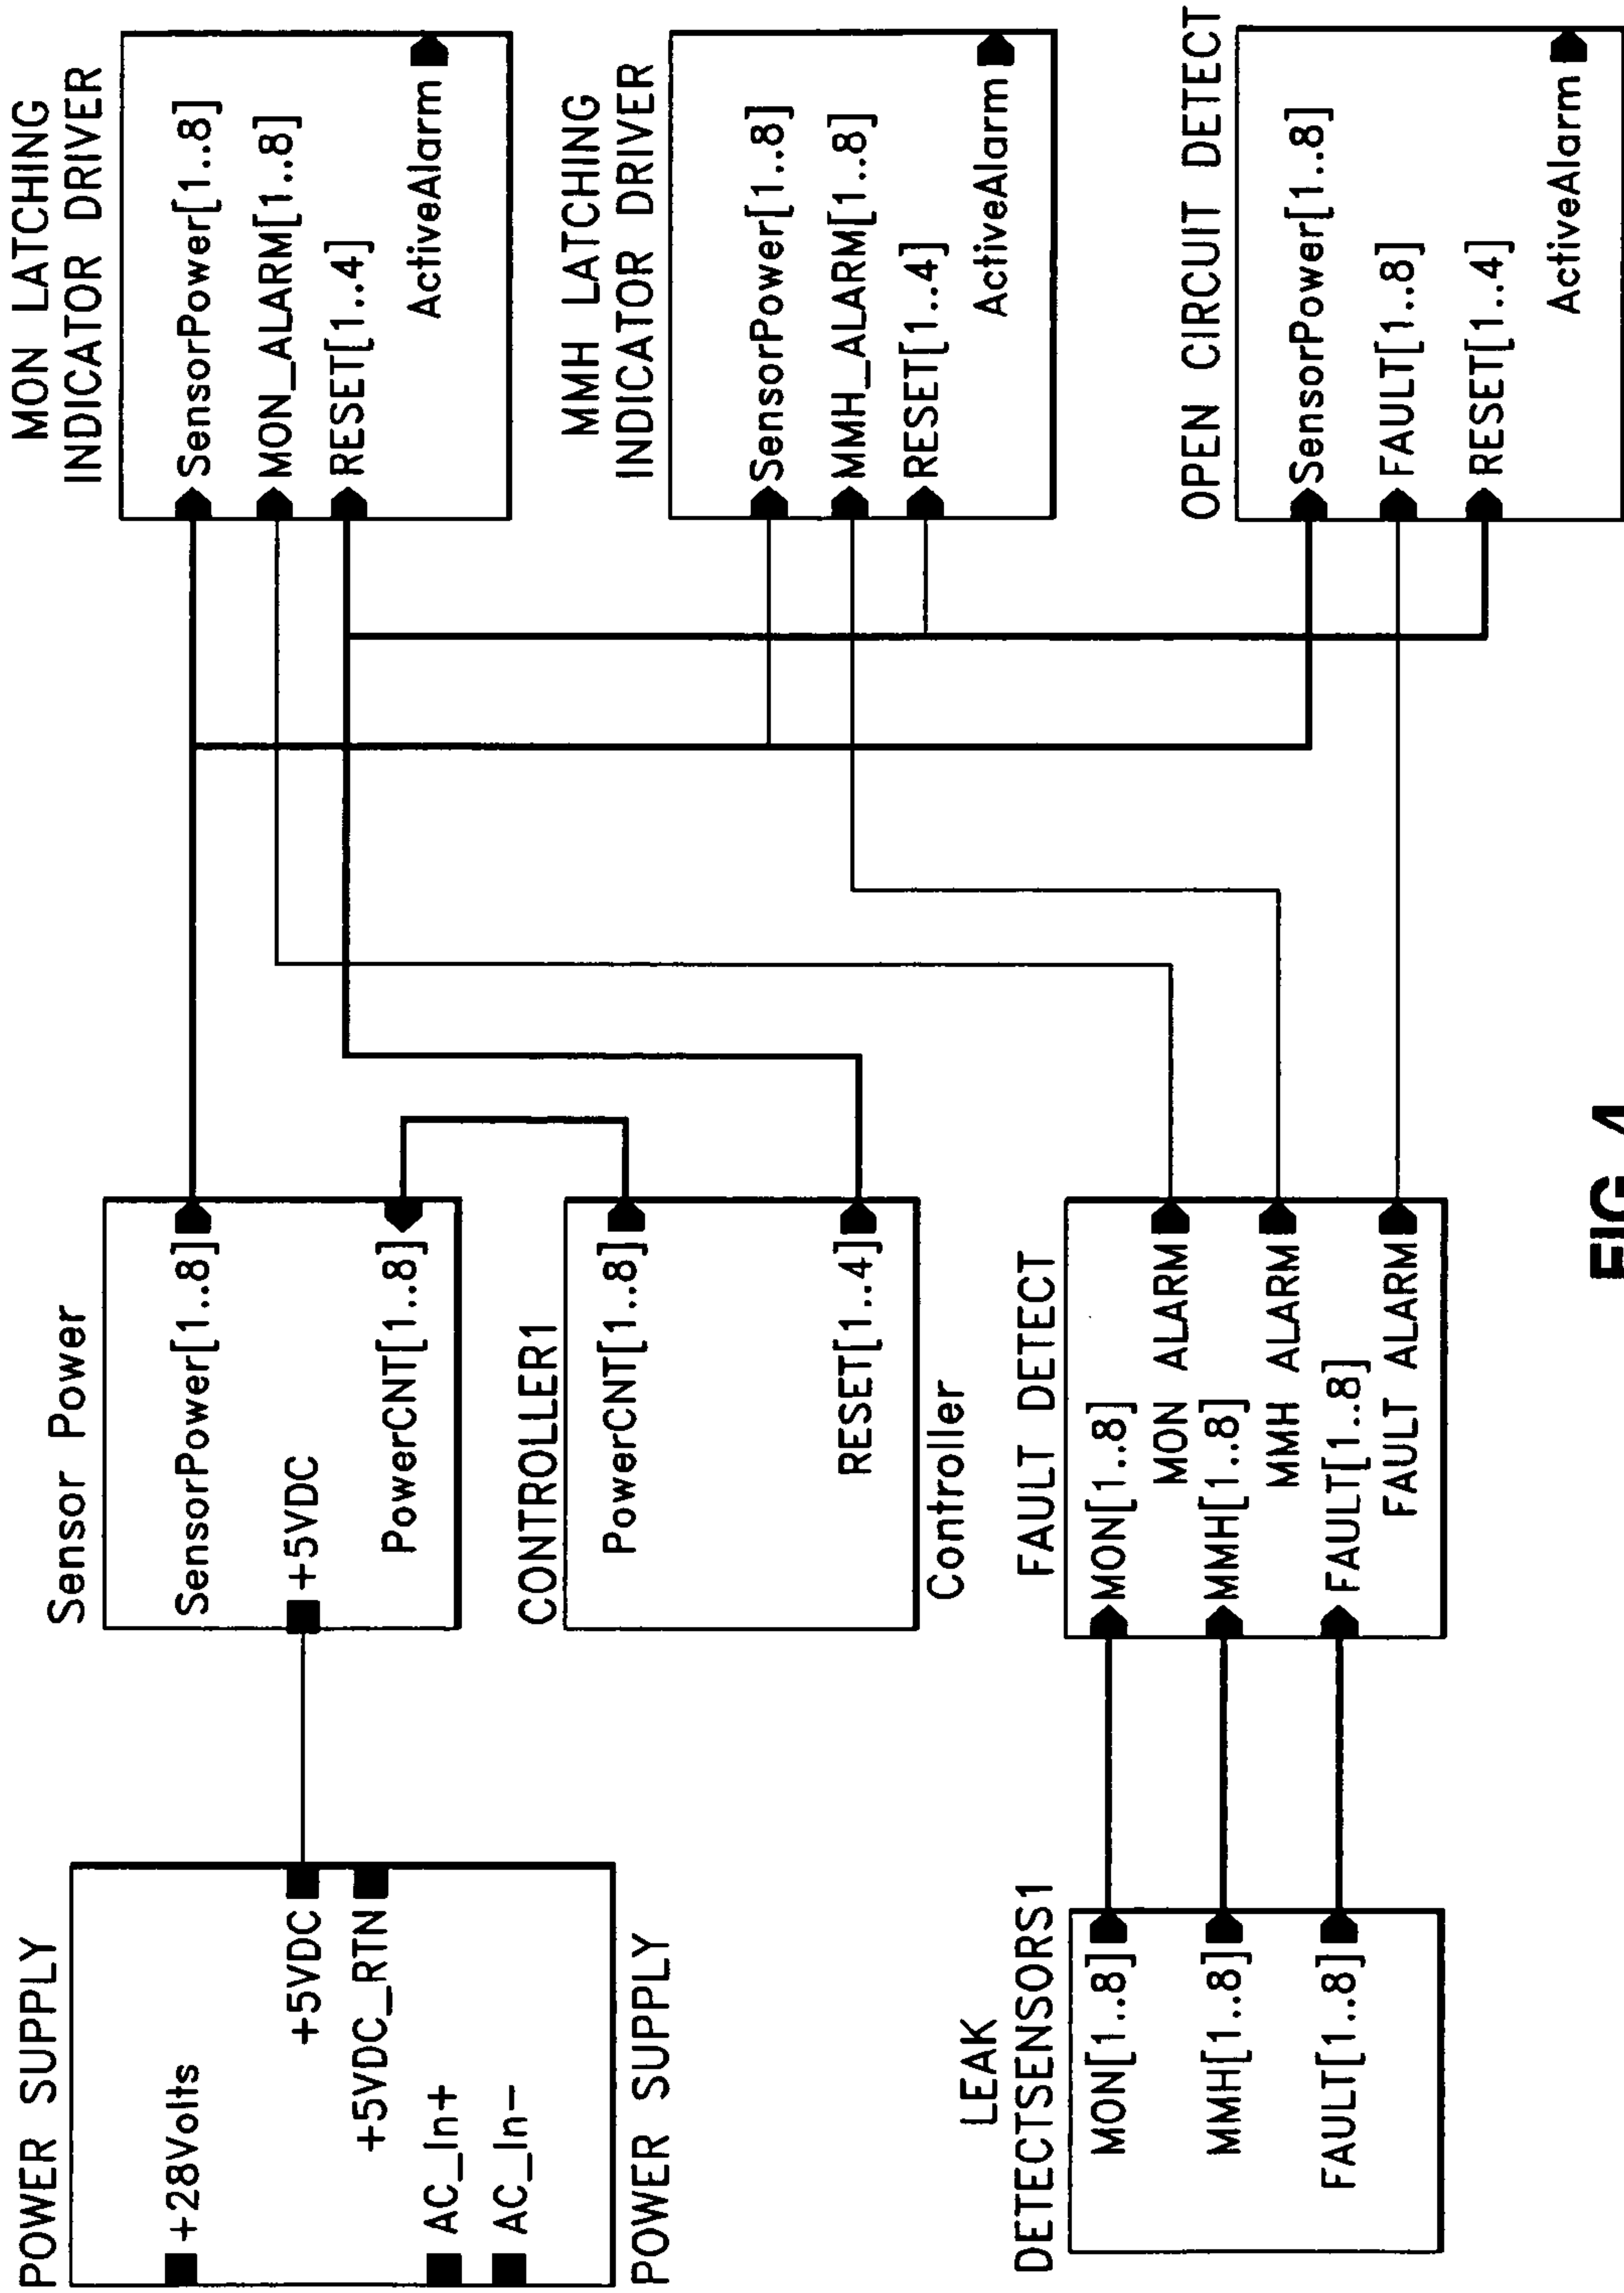 POWER SUPPLY
+28Volts
+5VDC
+5VDC_RTN
AC_In+
AC_In-
POWER SUPPLY
LEAK
DETECTSENSORS1
MON[1..8]
MMH[1..8]
FAULT[1..8]
Sensor Power
SensorPower[1..8]
+5VDC
PowerCNT[1..8]
CONTROLLER1
PowerCNT[1..8]
RESET[1..4]
Controller
FAULT DETECT
MON[1..8]
MON ALARM
MMH[1..8]
MMH ALARM
FAULT[1..8]
FAULT ALARM
MON LATCHING
INDICATOR DRIVER
SensorPower[1..8]
MON_ALARM[1..8]
RESET[1..4]
ActiveAlarm
MMH LATCHING
INDICATOR DRIVER
SensorPower[1..8]
MMH_ALARM[1..8]
RESET[1..4]
ActiveAlarm
OPEN CIRCUIT DETECT
SensorPower[1..8]
FAULT[1..8]
RESET[1..4]
ActiveAlarm
FIG. 4